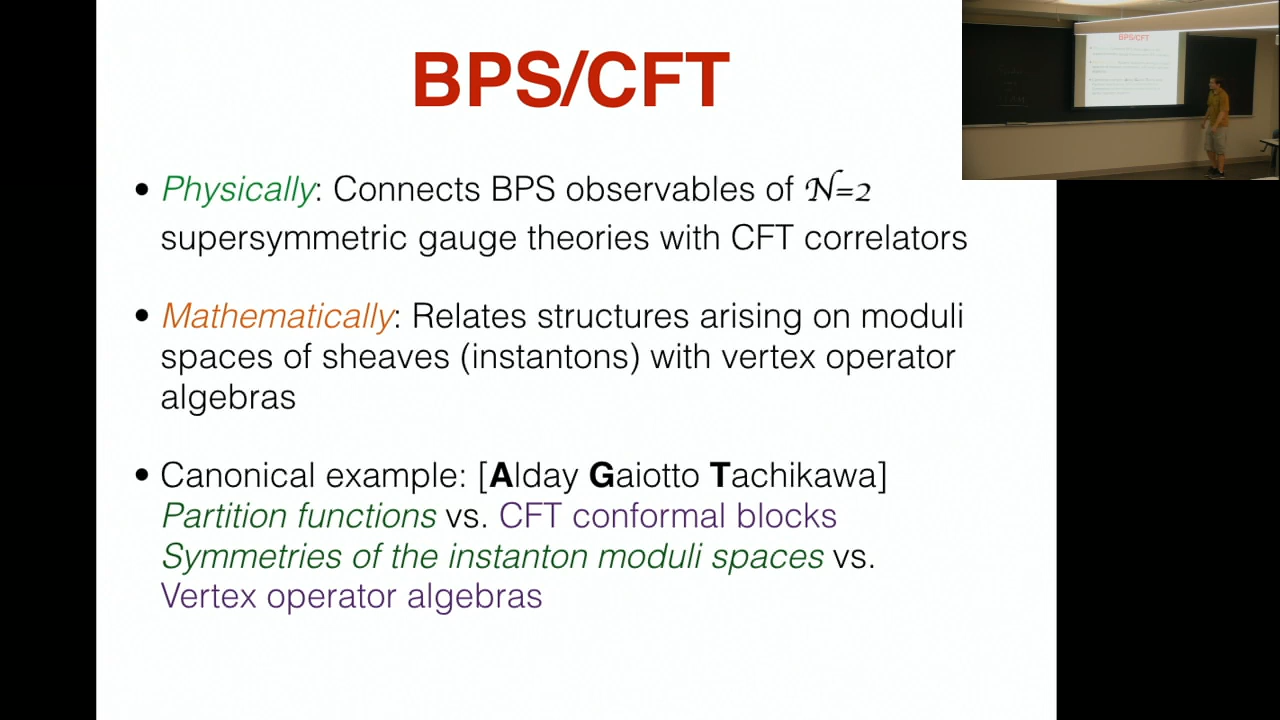 BPS/CFT
• Physically: Connects BPS observables of N=2
supersymmetric gauge theories with CFT correlators
• Mathematically: Relates structures arising on moduli
spaces of sheaves (instantons) with vertex operator
algebras
• Canonical example: [Alday Gaiotto Tachikawa]
Partition functions vs. CFT conformal blocks
Symmetries of the instanton moduli spaces vs.
Vertex operator algebras
BPS/CFT